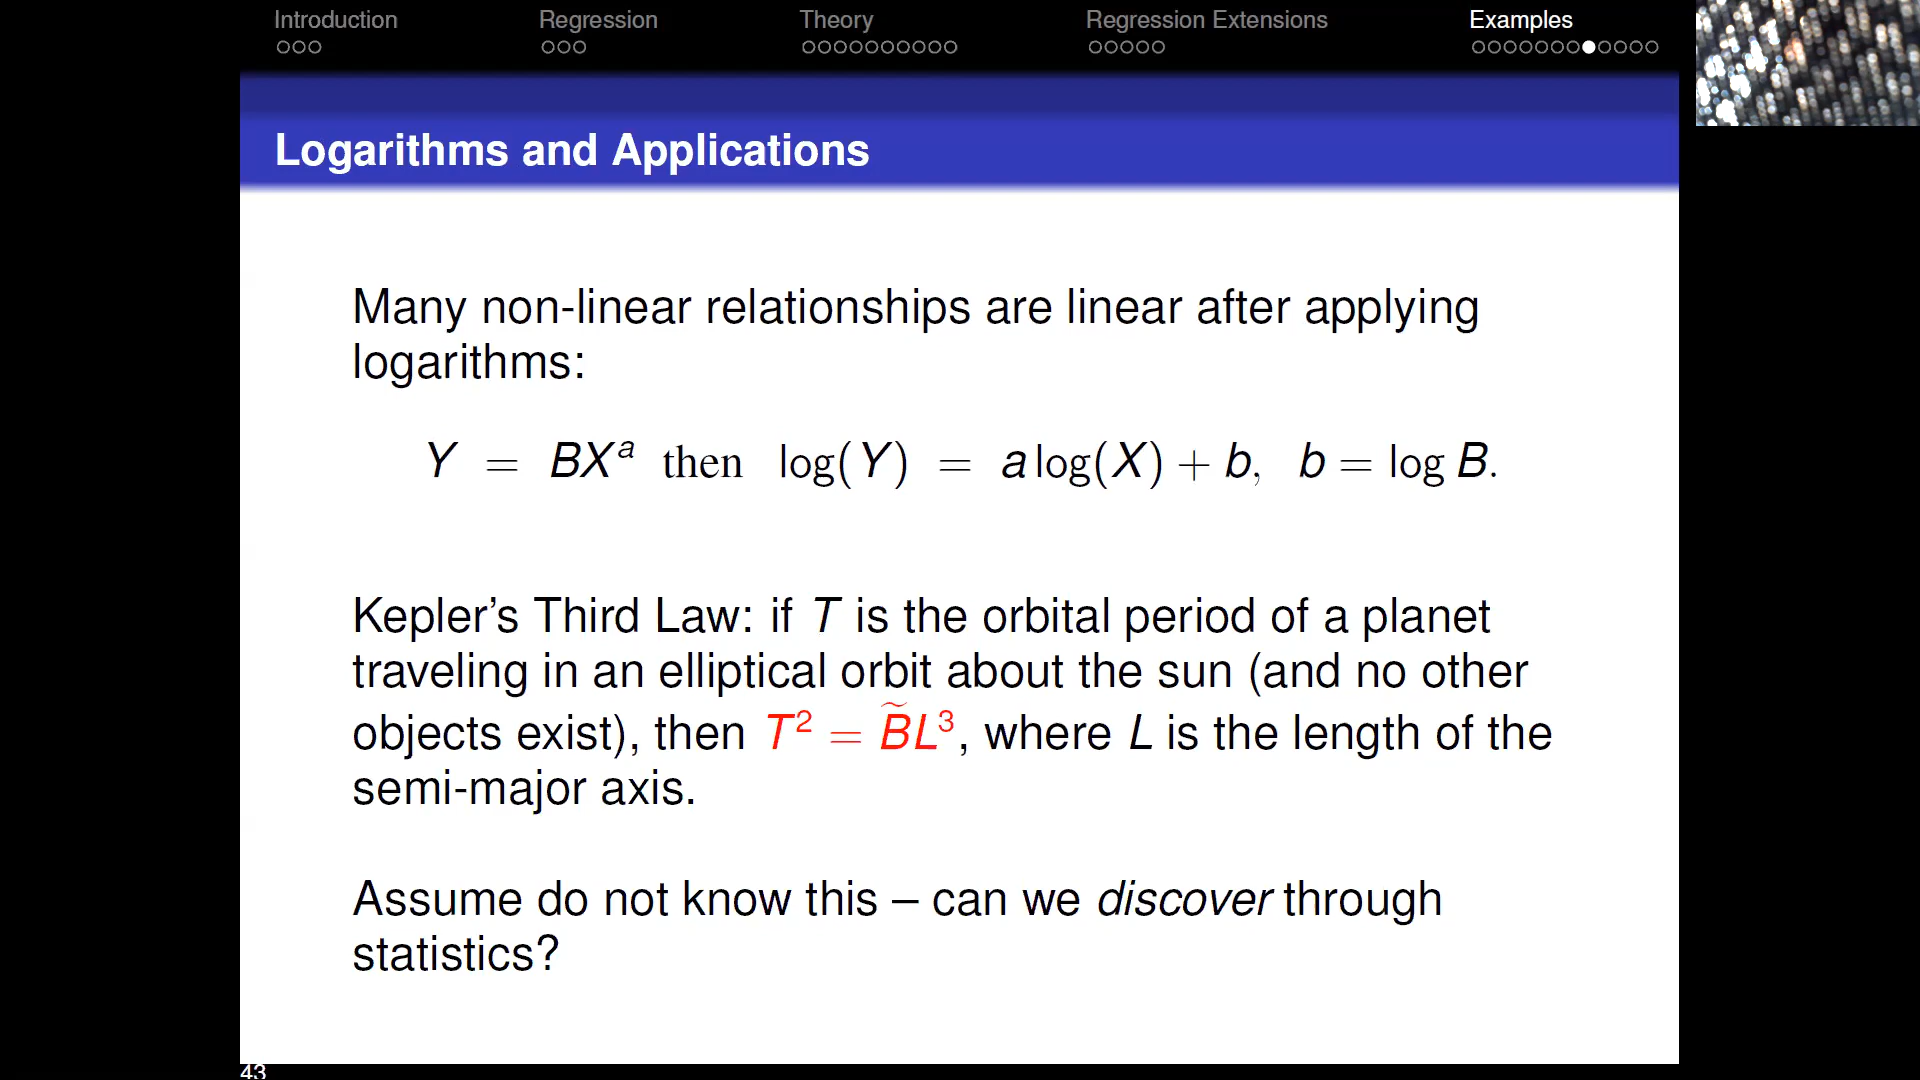 Introduction Regression Theory Regression Extensions Examples
Logarithms and Applications
Many non-linear relationships are linear after applying
logarithms:
Y = BX^a then log(Y) = a log(X) + b, b = log B.
Kepler's Third Law: if T is the orbital period of a planet
traveling in an elliptical orbit about the sun (and no other
objects exist), then T² = B̃L³, where L is the length of the
semi-major axis.
Assume do not know this – can we discover through
statistics?
43